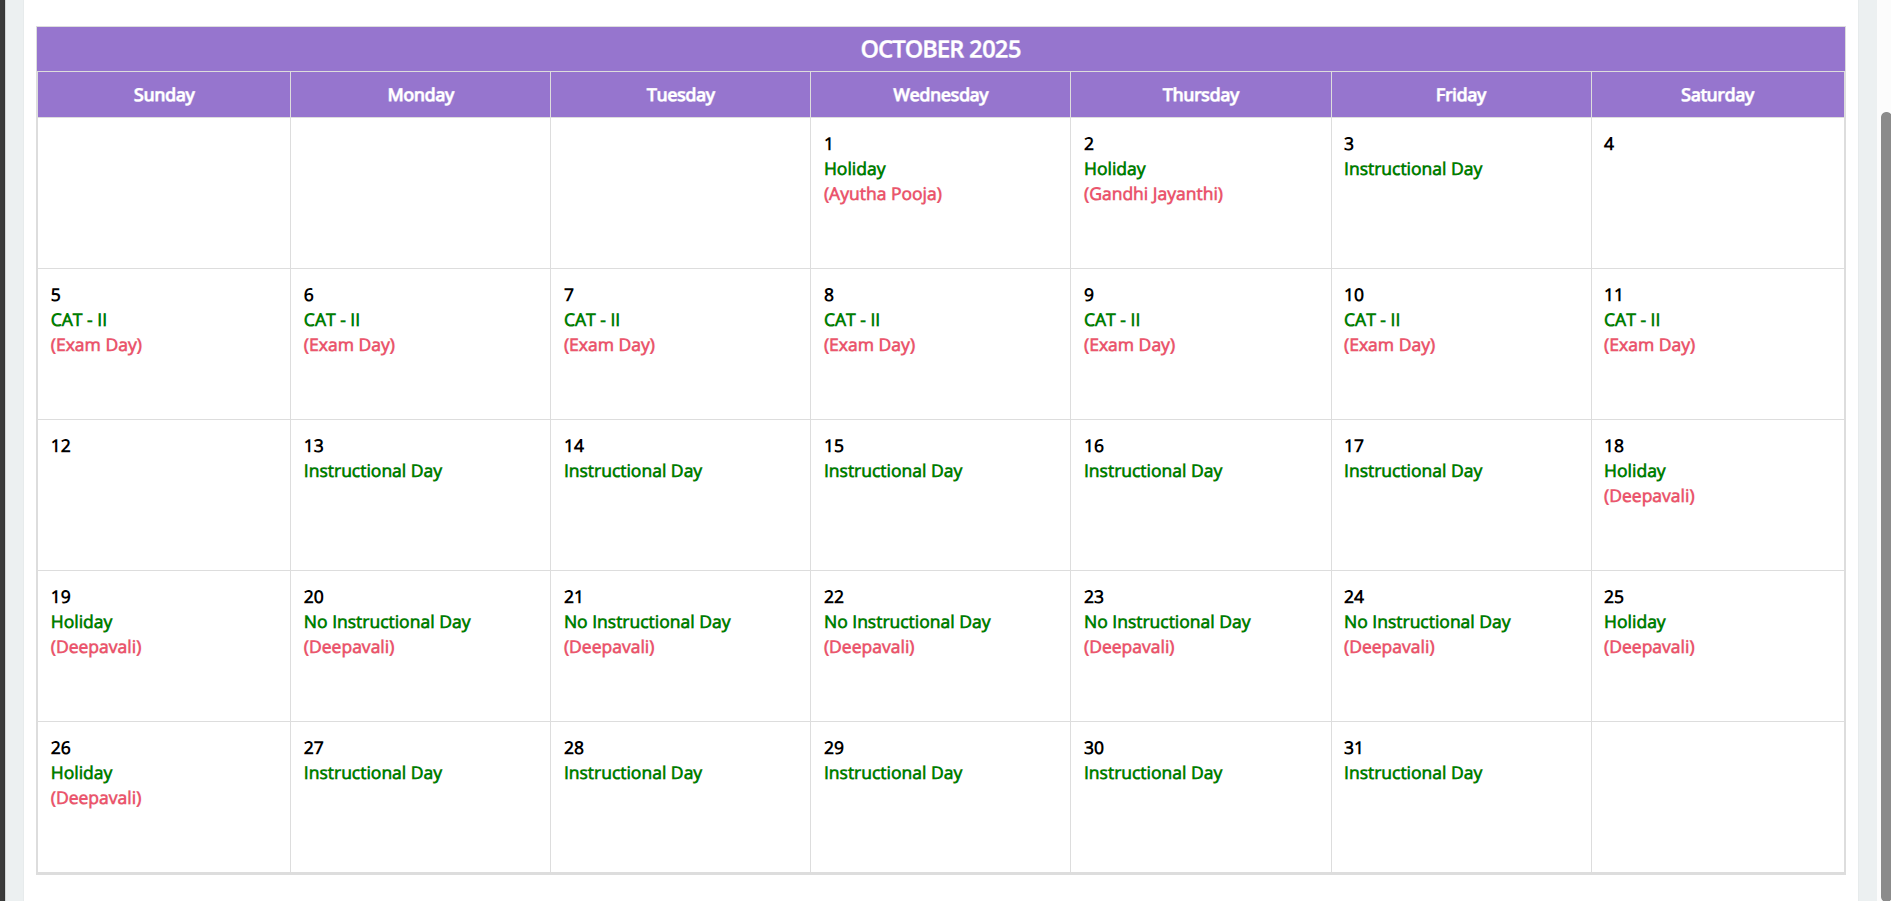 OCTOBER 2025
Sunday Monday Tuesday Wednesday Thursday Friday Saturday
1 2 3 4
Holiday Holiday Instructional Day
(Ayutha Pooja) (Gandhi Jayanthi)
5 6 7 8 9 10 11
CAT - II CAT - II CAT - II CAT - II CAT - II CAT - II CAT - II
(Exam Day) (Exam Day) (Exam Day) (Exam Day) (Exam Day) (Exam Day) (Exam Day)
12 13 14 15 16 17 18
Instructional Day Instructional Day Instructional Day Instructional Day Instructional Day Holiday
(Deepavali)
19 20 21 22 23 24 25
Holiday No Instructional Day No Instructional Day No Instructional Day No Instructional Day No Instructional Day Holiday
(Deepavali) (Deepavali) (Deepavali) (Deepavali) (Deepavali) (Deepavali) (Deepavali)
26 27 28 29 30 31
Holiday Instructional Day Instructional Day Instructional Day Instructional Day Instructional Day
(Deepavali)